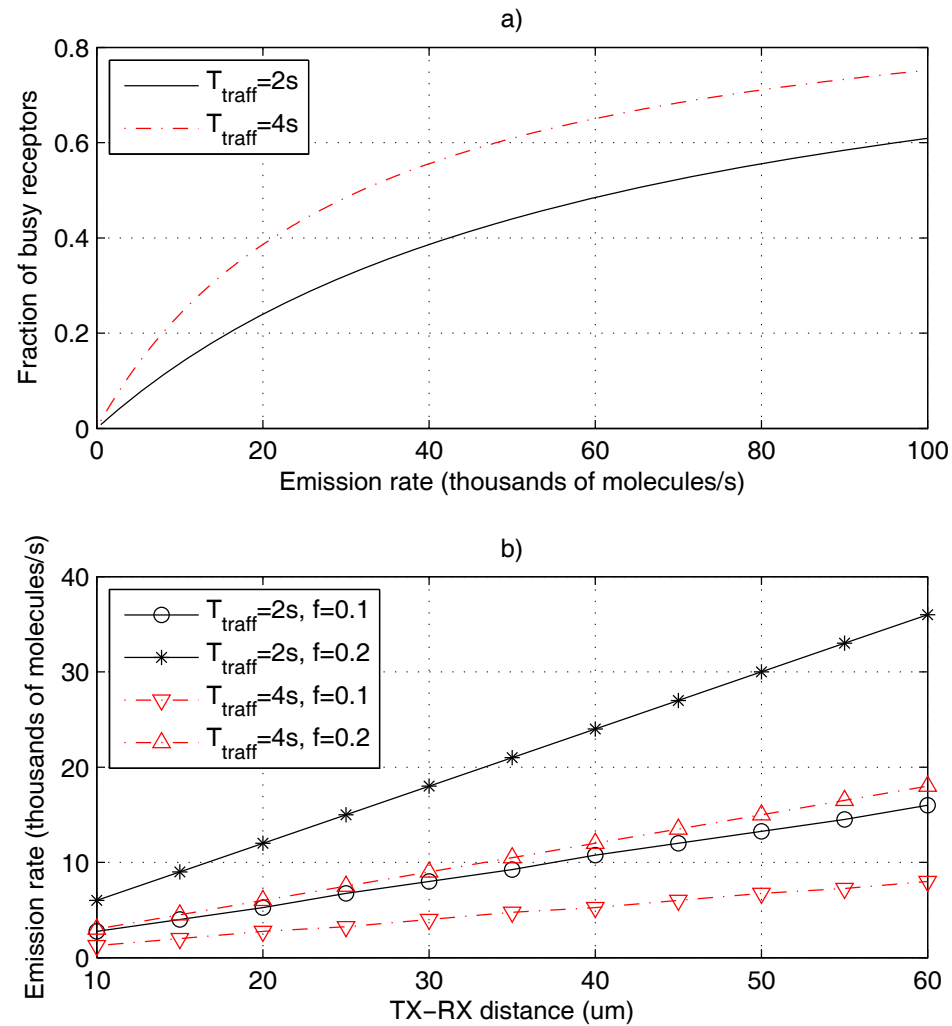 a)
Fraction of busy receptors
0.8
0.6
0.4
0.2
0
T_traff=2s
T_traff=4s
0 20 40 60 80 100
Emission rate (thousands of molecules/s)
b)
Emission rate (thousands of molecules/s)
40
30
20
10
0
T_traff=2s, f=0.1
T_traff=2s, f=0.2
T_traff=4s, f=0.1
T_traff=4s, f=0.2
10 20 30 40 50 60
TX−RX distance (um)